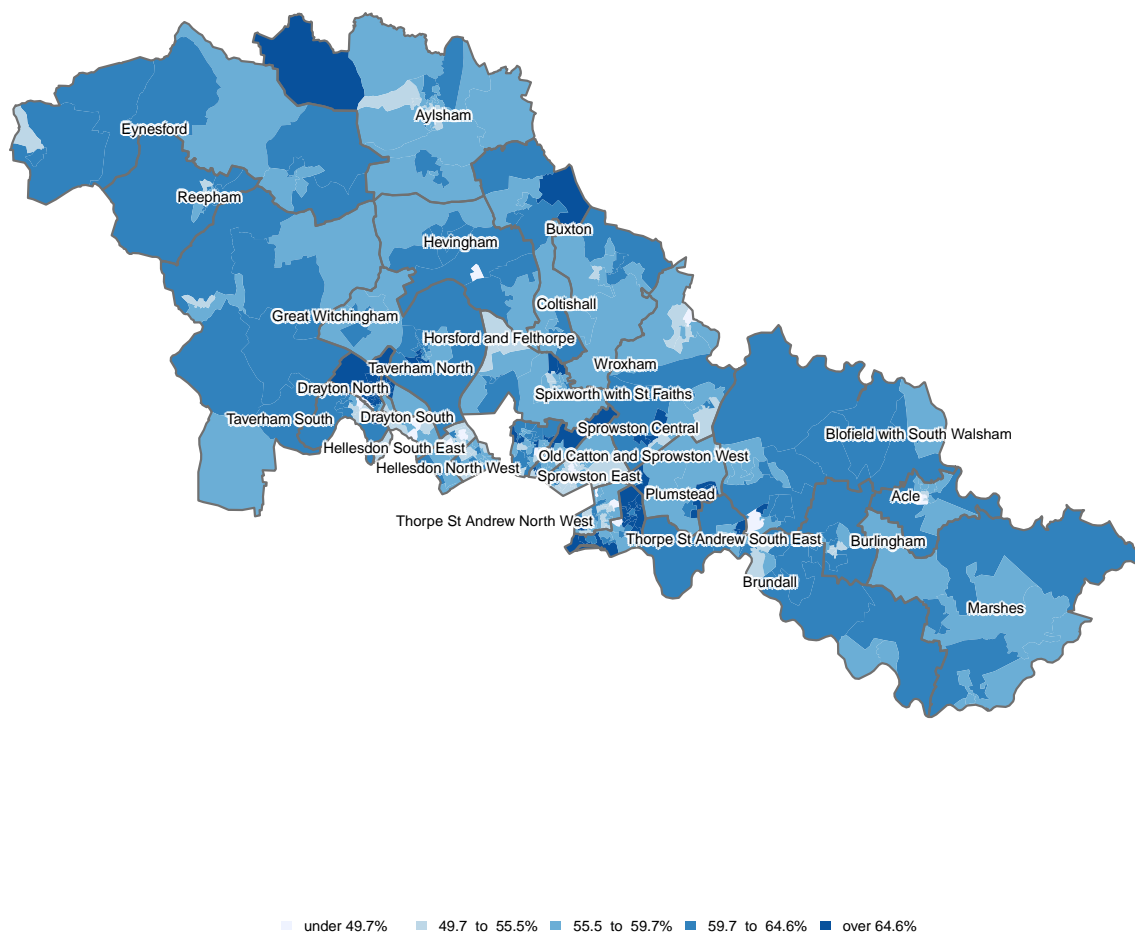 Aylsham
Eynesford
Reepham
Buxton
Hevingham
Coltishall
Great Witchingham
Horsford and Felthorpe
Wroxham
Taverham North
Drayton North
Spixworth with St Faiths
Drayton South
Taverham South
Sprowston Central
Blofield with South Walsham
Hellesdon South East
Old Catton and Sprowston West
Hellesdon North West
Sprowston East
Plumstead
Acle
Thorpe St Andrew North West
Thorpe St Andrew South East
Burlingham
Brundall
Marshes
under 49.7% 49.7 to 55.5% 55.5 to 59.7% 59.7 to 64.6% over 64.6%